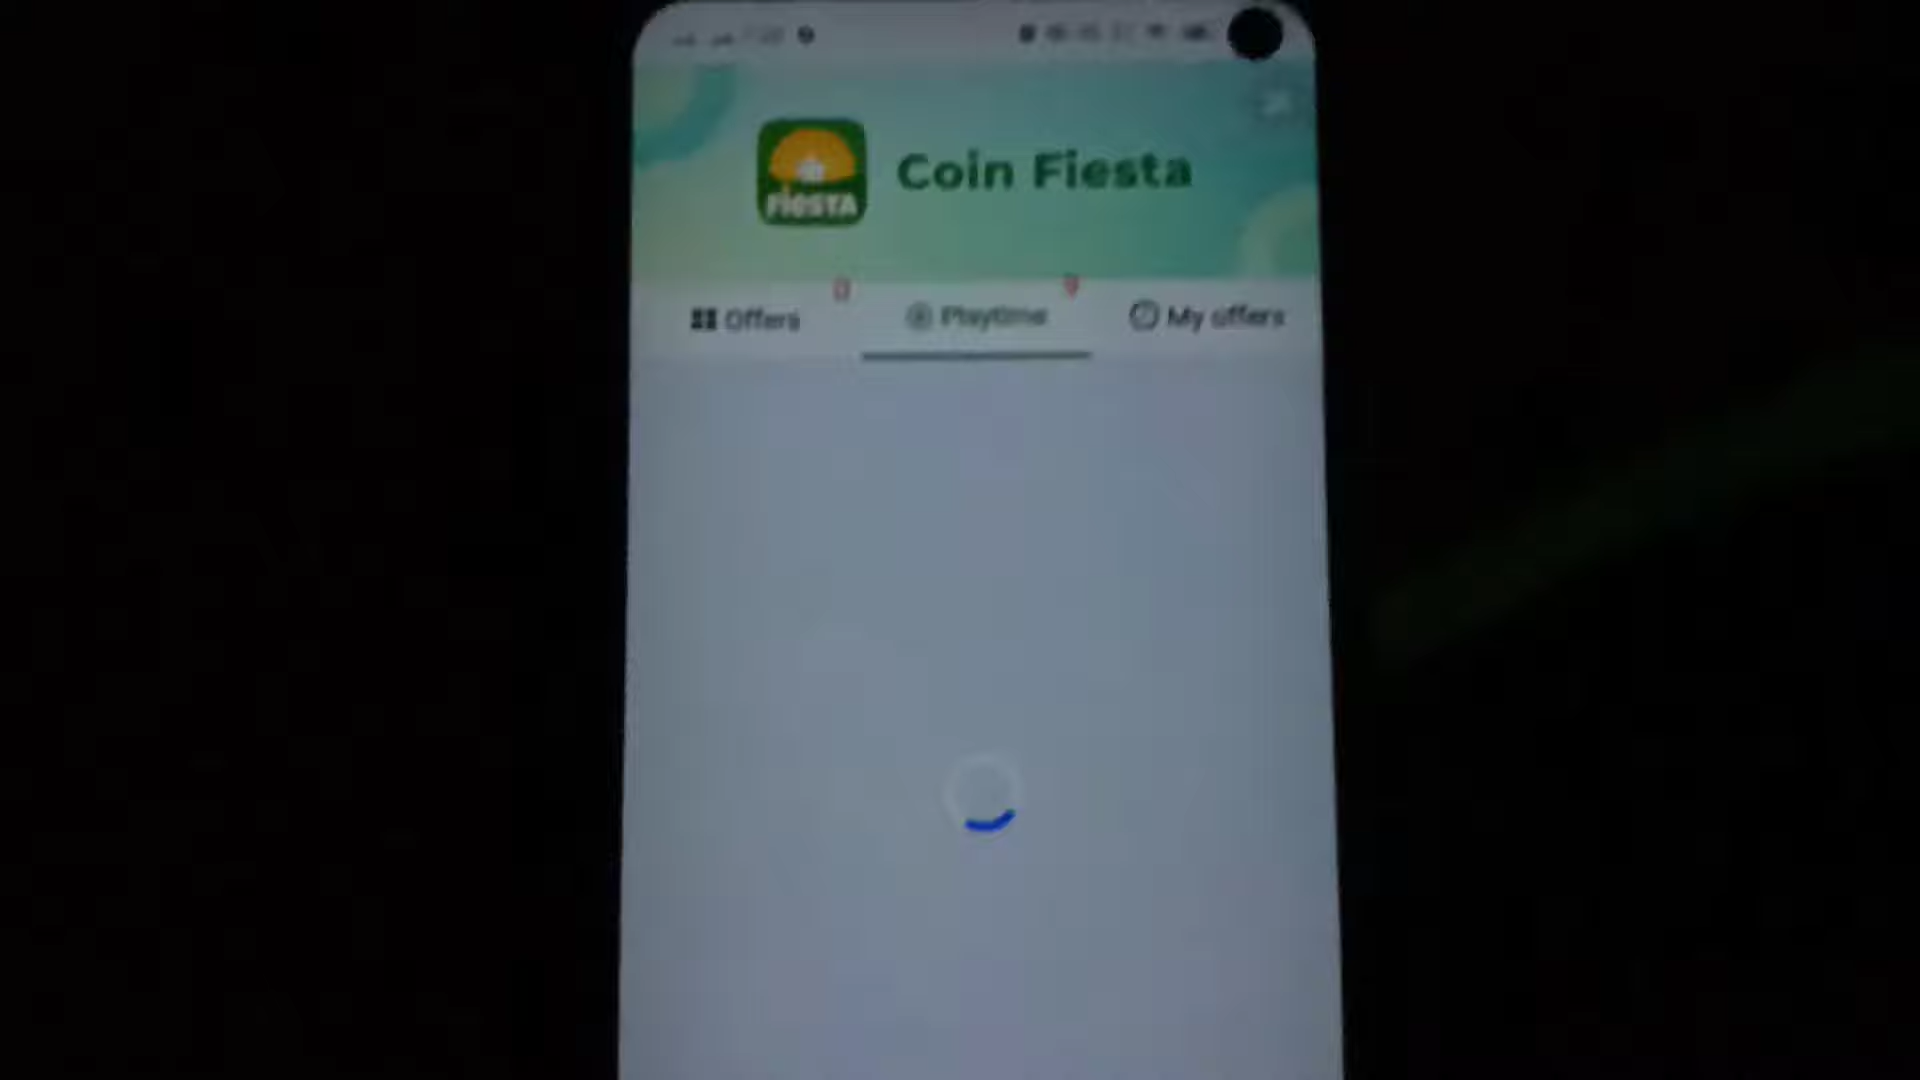 FiesTA
Coin Fiesta
Offers
Playtime
My offers